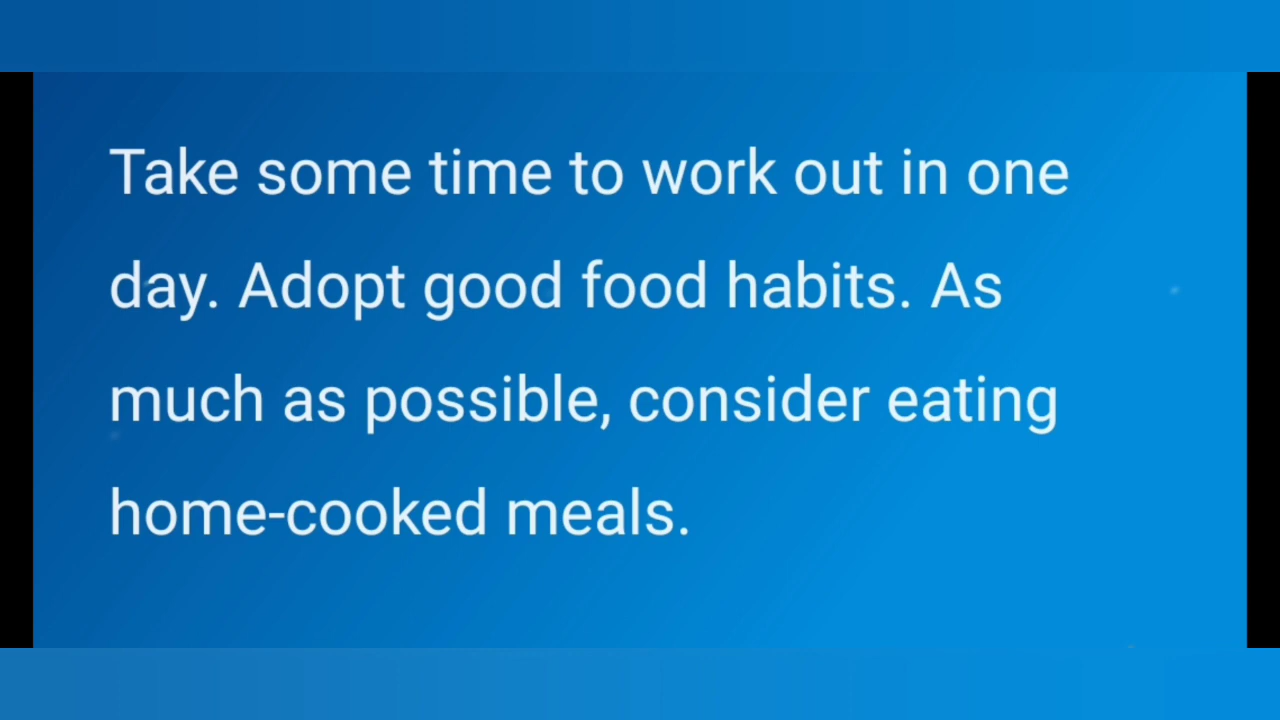 Take some time to work out in one
day. Adopt good food habits. As
much as possible, consider eating
home-cooked meals.